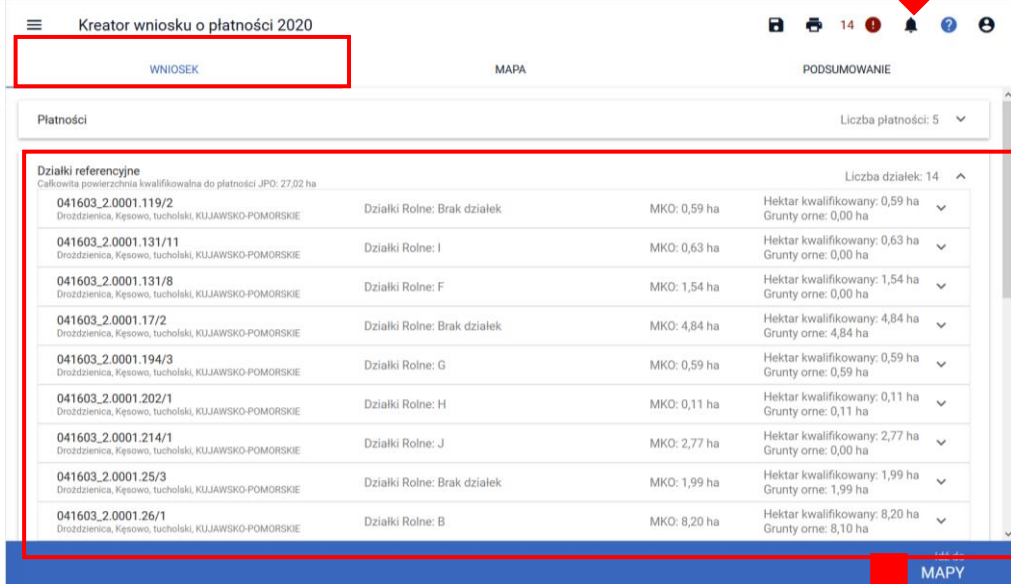 Kreator wniosku o płatności 2020
14
WNIOSEK MAPA PODSUMOWANIE
Płatności Liczba płatności: 5
Działki referencyjne Liczba działek: 14
Całkowita powierzchnia kwalifikowalna do płatności JPO: 27,02 ha
041603_2.0001.119/2 Działki Rolne: Brak działek MKO: 0,59 ha Hektar kwalifikowany: 0,59 ha
Drożdzienica, Kęsowo, tucholski, KUJAWSKO-POMORSKIE Grunty orne: 0,00 ha
041603_2.0001.131/11 Działki Rolne: I MKO: 0,63 ha Hektar kwalifikowany: 0,63 ha
Drożdzienica, Kęsowo, tucholski, KUJAWSKO-POMORSKIE Grunty orne: 0,00 ha
041603_2.0001.131/8 Działki Rolne: F MKO: 1,54 ha Hektar kwalifikowany: 1,54 ha
Drożdzienica, Kęsowo, tucholski, KUJAWSKO-POMORSKIE Grunty orne: 0,00 ha
041603_2.0001.17/2 Działki Rolne: Brak działek MKO: 4,84 ha Hektar kwalifikowany: 4,84 ha
Drożdzienica, Kęsowo, tucholski, KUJAWSKO-POMORSKIE Grunty orne: 4,84 ha
041603_2.0001.194/3 Działki Rolne: G MKO: 0,59 ha Hektar kwalifikowany: 0,59 ha
Drożdzienica, Kęsowo, tucholski, KUJAWSKO-POMORSKIE Grunty orne: 0,59 ha
041603_2.0001.202/1 Działki Rolne: H MKO: 0,11 ha Hektar kwalifikowany: 0,11 ha
Drożdzienica, Kęsowo, tucholski, KUJAWSKO-POMORSKIE Grunty orne: 0,11 ha
041603_2.0001.214/1 Działki Rolne: J MKO: 2,77 ha Hektar kwalifikowany: 2,77 ha
Drożdzienica, Kęsowo, tucholski, KUJAWSKO-POMORSKIE Grunty orne: 0,00 ha
041603_2.0001.25/3 Działki Rolne: Brak działek MKO: 1,99 ha Hektar kwalifikowany: 1,99 ha
Drożdzienica, Kęsowo, tucholski, KUJAWSKO-POMORSKIE Grunty orne: 1,99 ha
041603_2.0001.26/1 Działki Rolne: B MKO: 8,20 ha Hektar kwalifikowany: 8,20 ha
Drożdzienica, Kęsowo, tucholski, KUJAWSKO-POMORSKIE Grunty orne: 8,10 ha
MAPY